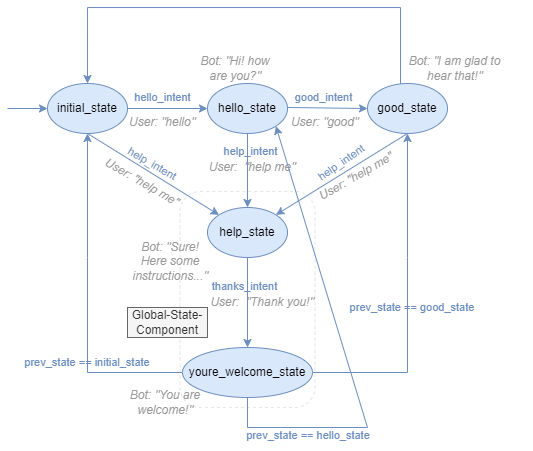 Bot: "Hi! how
are you?"
Bot: "I am glad to
hear that!"
initial_state
hello_intent
User: "hello"
hello_state
good_intent
User: "good"
good_state
help_intent
User: "help me"
help_intent
User: "help me"
help_intent
User: "help me"
help_state
Bot: "Sure!
Here some
instructions..."
thanks_intent
User: "Thank you!"
Global-State-
Component
prev_state == good_state
prev_state == initial_state
youre_welcome_state
Bot: "You are
welcome!"
prev_state == hello_state